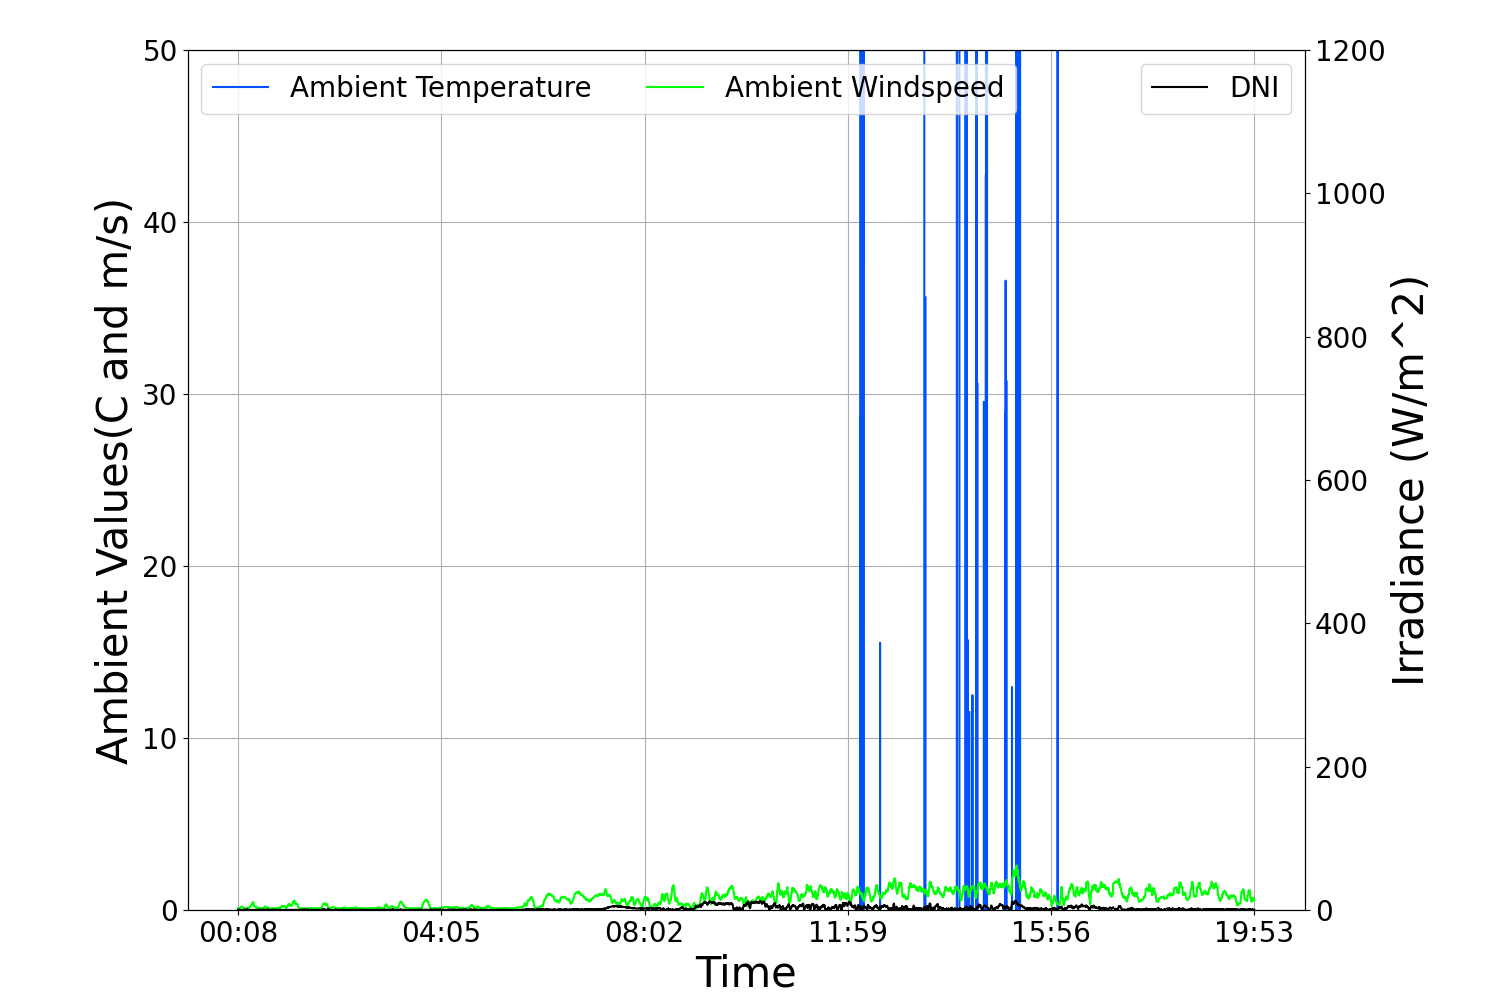 Ambient Temperature
Ambient Windspeed
DNI
50
40
30
20
10
0
Ambient Values(C and m/s)
1200
1000
800
600
400
200
0
Irradiance (W/m^2)
00:08 04:05 08:02 11:59 15:56 19:53
Time